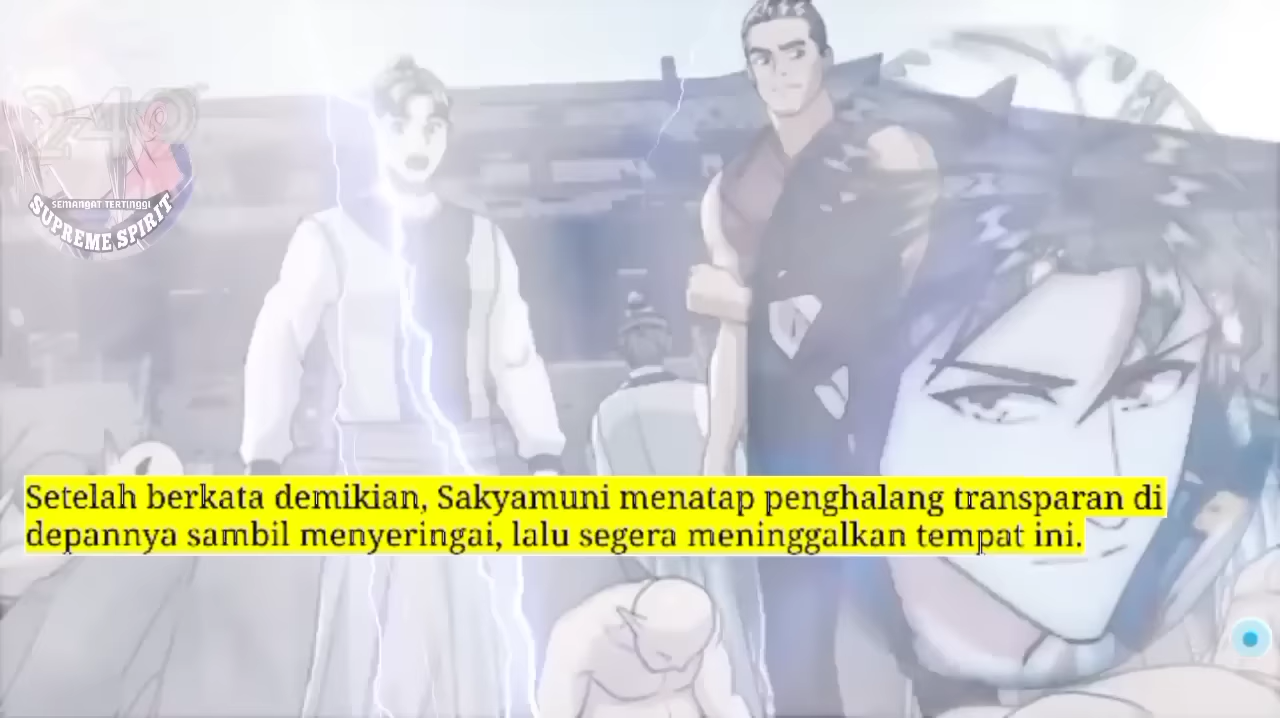 249
SEMANGAT TERTINGGI
SUPREME SPIRIT
Setelah berkata demikian, Sakyamuni menatap penghalang transparan di
depannya sambil menyeringai, lalu segera meninggalkan tempat ini.